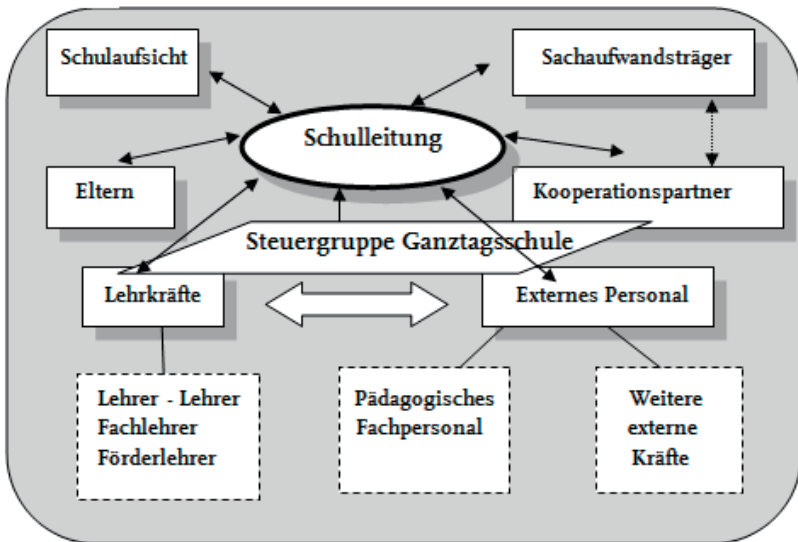 Schulaufsicht
Sachaufwandsträger
Schulleitung
Eltern
Kooperationspartner
Steuergruppe Ganztagsschule
Lehrkräfte
Externes Personal
Lehrer - Lehrer
Fachlehrer
Förderlehrer
Pädagogisches
Fachpersonal
Weitere
externe
Kräfte